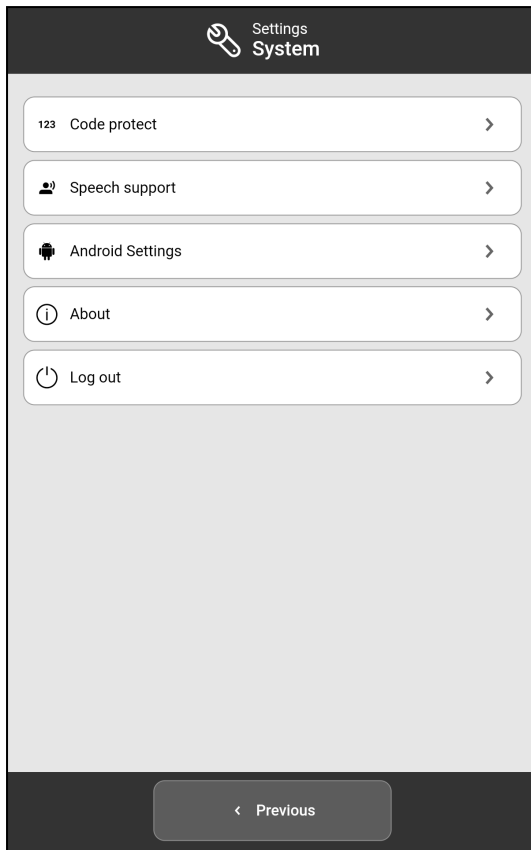 Settings
System
123 Code protect
Speech support
Android Settings
About
Log out
Previous